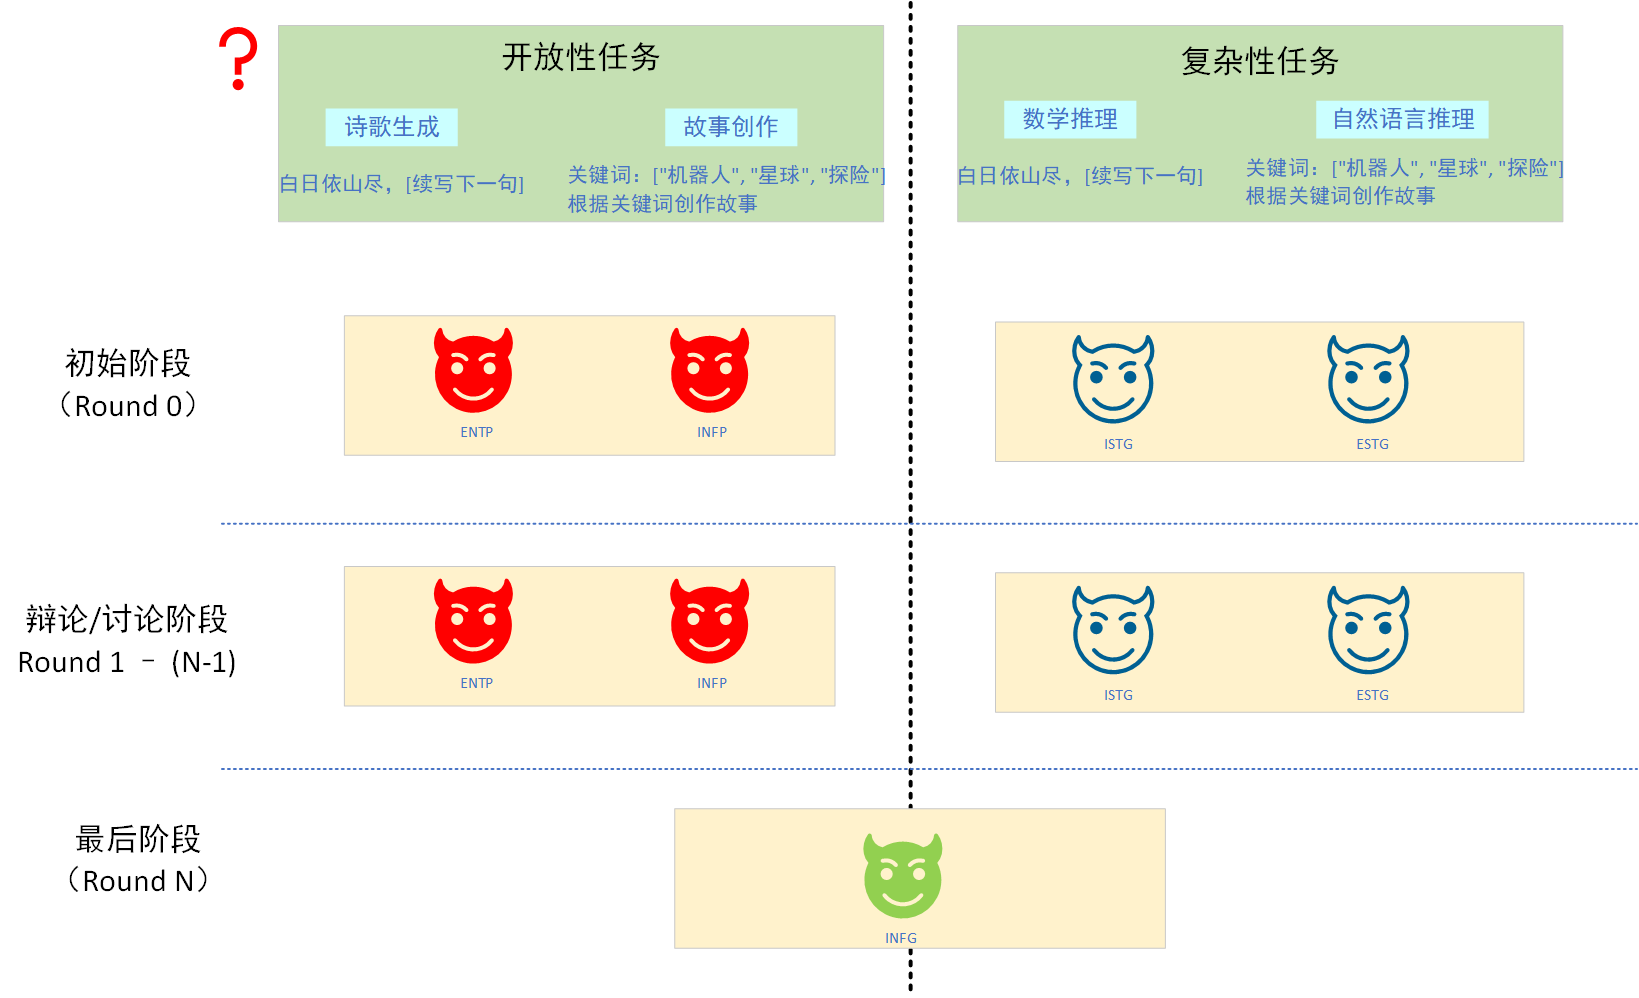 ?
开放性任务
诗歌生成
故事创作
白日依山尽，[续写下一句]
关键词：["机器人", "星球", "探险"]
根据关键词创作故事
复杂性任务
数学推理
自然语言推理
白日依山尽，[续写下一句]
关键词：["机器人", "星球", "探险"]
根据关键词创作故事
初始阶段
（Round 0）
ENTP
INFP
ISTG
ESTG
辩论/讨论阶段
Round 1 – (N-1)
ENTP
INFP
ISTG
ESTG
最后阶段
（Round N）
INFG